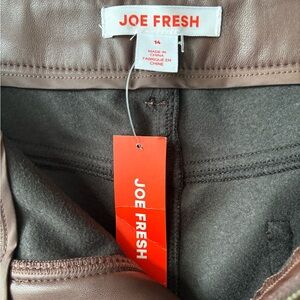 JOE FRESH
14
MADE IN
CHINA
FABRIQUÉ EN
CHINE
JOE FRESH